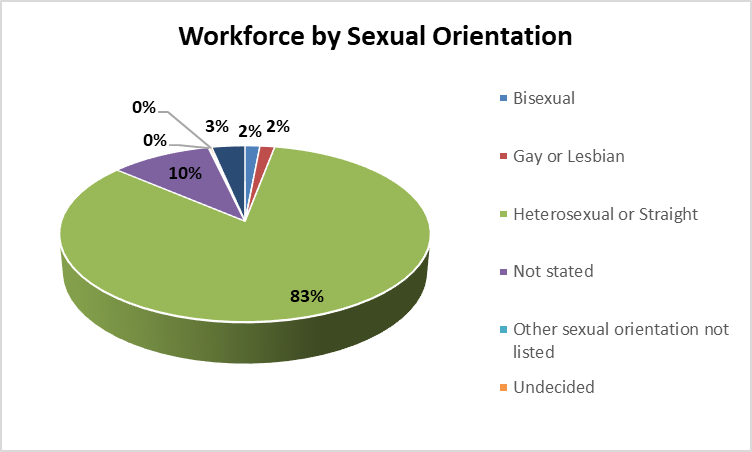 Workforce by Sexual Orientation
0%
0%
3%
2%
2%
10%
83%
Bisexual
Gay or Lesbian
Heterosexual or Straight
Not stated
Other sexual orientation not
listed
Undecided